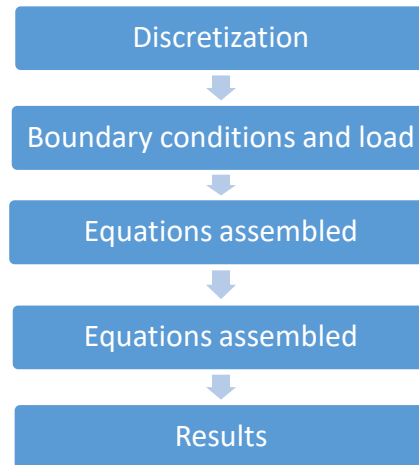 Discretization
Boundary conditions and load
Equations assembled
Equations assembled
Results